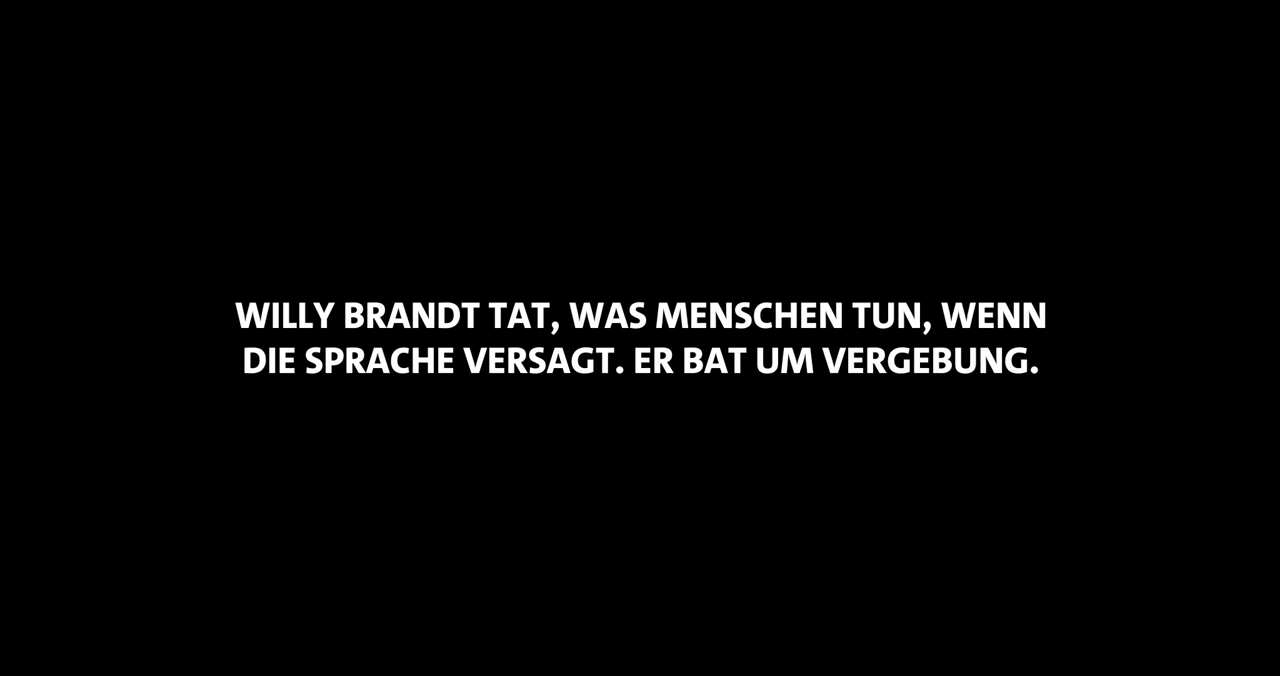 WILLY BRANDT TAT, WAS MENSCHEN TUN, WENN
DIE SPRACHE VERSAGT. ER BAT UM VERGEBUNG.